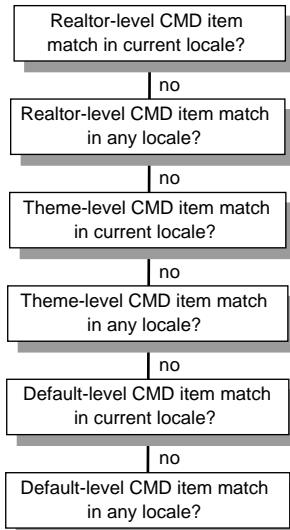 Realtor-level CMD item
match in current locale?
no
Realtor-level CMD item match
in any locale?
no
Theme-level CMD item match
in current locale?
no
Theme-level CMD item match
in any locale?
no
Default-level CMD item match
in current locale?
no
Default-level CMD item match
in any locale?